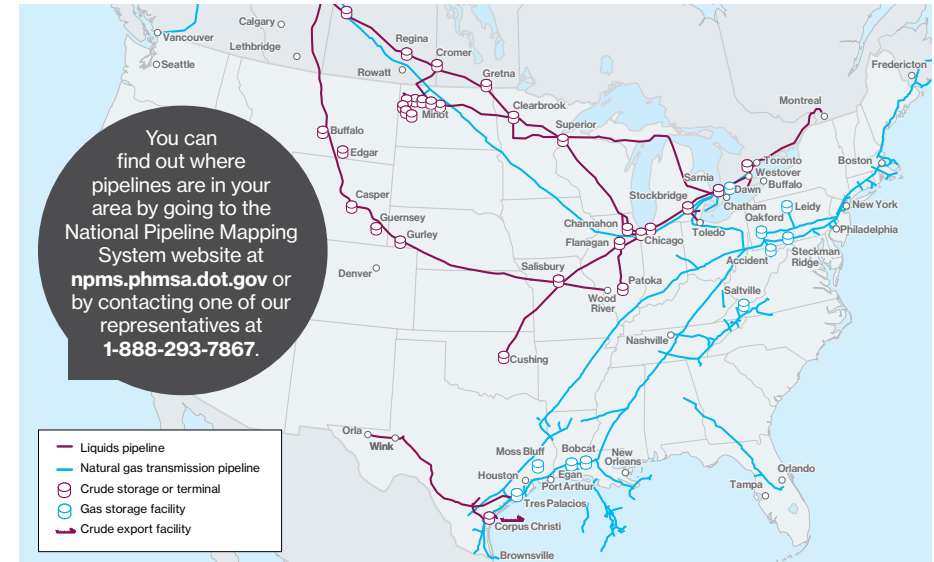 Calgary
Vancouver
Lethbridge
Seattle
Regina
Cromer
Rowatt
Gretna
Minot
Clearbrook
Superior
Fredericton
Montreal
You can
find out where
pipelines are in your
area by going to the
National Pipeline Mapping
System website at
npms.phmsa.dot.gov or
by contacting one of our
representatives at
1-888-293-7867.
Buffalo
Edgar
Casper
Guernsey
Gurley
Denver
Toronto
Westover
Buffalo
Boston
Sarnia
Dawn
Stockbridge
Chatham
Leidy
New York
Oakford
Channahon
Toledo
Philadelphia
Flanagan
Chicago
Accident
Steckman
Ridge
Salisbury
Patoka
Saltville
Wood
River
Nashville
Cushing
Orla
Wink
Moss Bluff
Bobcat
New
Orleans
Houston
Egan
Port Arthur
Tres Palacios
Corpus Christi
Brownsville
Orlando
Tampa
Liquids pipeline
Natural gas transmission pipeline
Crude storage or terminal
Gas storage facility
Crude export facility